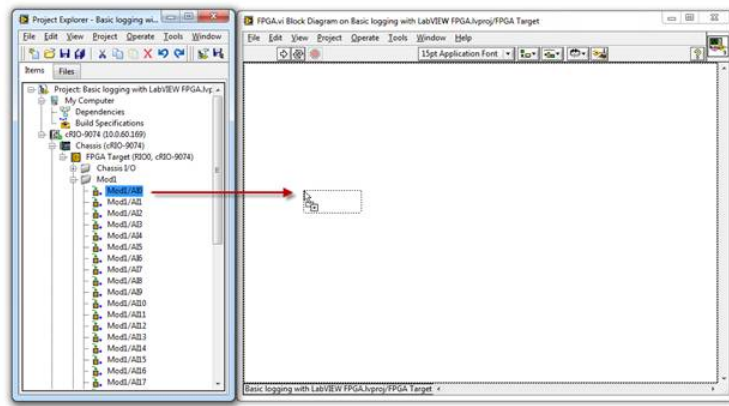 Project Explorer - Basic logging wi...
File Edit View Project Operate Tools Window
Items Files
Project: Basic logging with LabVIEW FPGA.lvp
My Computer
Dependencies
Build Specifications
cRIO-9074 (10.0.60.169)
Chassis (cRIO-9074)
FPGA Target (RIO0, cRIO-9074)
Chassis I/O
Mod1
Mod1/AI0
Mod1/AI1
Mod1/AI2
Mod1/AI3
Mod1/AI4
Mod1/AI5
Mod1/AI6
Mod1/AI7
Mod1/AI8
Mod1/AI9
Mod1/AI10
Mod1/AI11
Mod1/AI12
Mod1/AI13
Mod1/AI14
Mod1/AI15
Mod1/AI16
Mod1/AI17
FPGA.vi Block Diagram on Basic logging with LabVIEW FPGA.lvproj/FPGA Target
File Edit View Project Operate Tools Window Help
15pt Application Font
Basic logging with LabVIEW FPGA.lvproj/FPGA Target